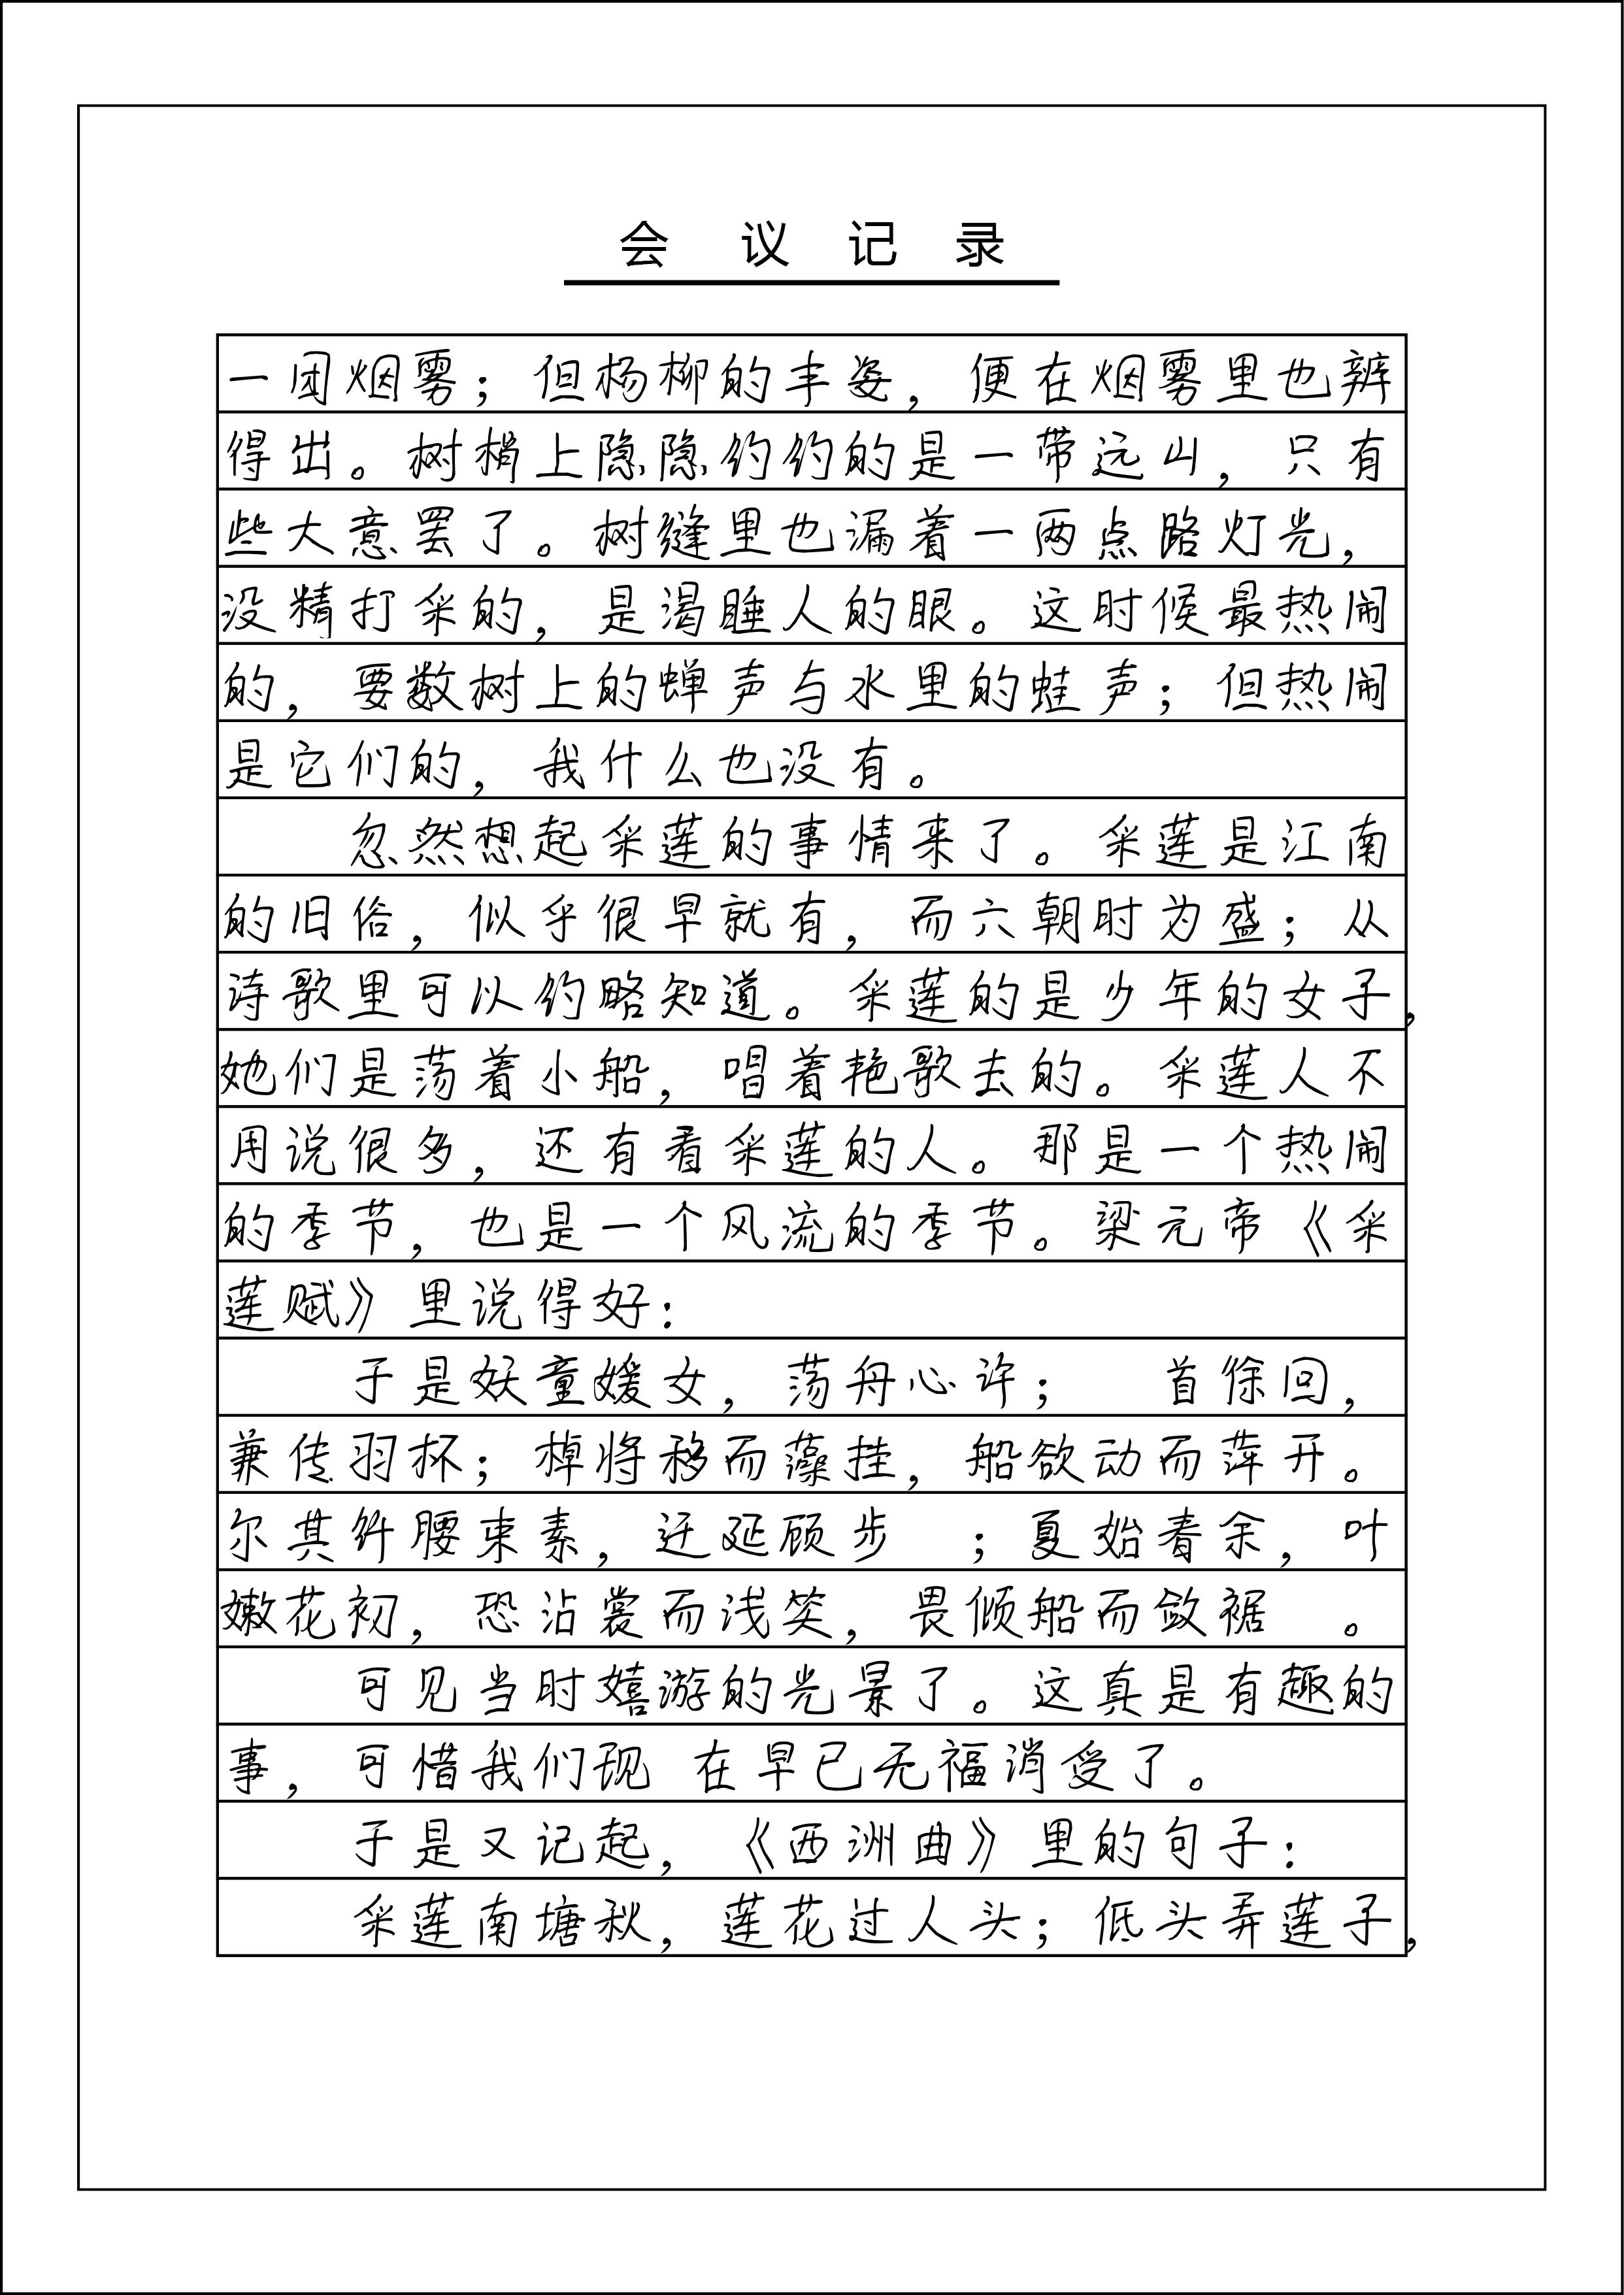 会 议 记 录
一团烟雾；但杨柳的丰姿，便在烟雾里也辨
得出。树梢上隐隐约约的是一带远山，只有
些大意罢了。树缝里也漏着一两点路灯光，
没精打采的，是渴睡人的眼。这时候最热闹
的，要数树上的蝉声与水里的蛙声；但热闹
是它们的，我什么也没有。
忽然想起采莲的事情来了。采莲是江南
的旧俗，似乎很早就有，而六朝时为盛；从
诗歌里可以约略知道。采莲的是少年的女子，
她们是荡着小船，唱着艳歌去的。采莲人不
用说很多，还有看采莲的人。那是一个热闹
的季节，也是一个风流的季节。梁元帝《采
莲赋》里说得好：
于是妖童媛女，荡舟心许；　首徐回，
兼传羽杯；棹将移而藻挂，船欲动而萍开。
尔其纤腰束素，迁延顾步　；夏始春余，叶
嫩花初，恐沾裳而浅笑，畏倾船而敛裾　。
可见当时嬉游的光景了。这真是有趣的
事，可惜我们现 在早已无福消受了。
于是又记起，《西洲曲》里的句子：
采莲南塘秋，莲花过人头；低头弄莲子，